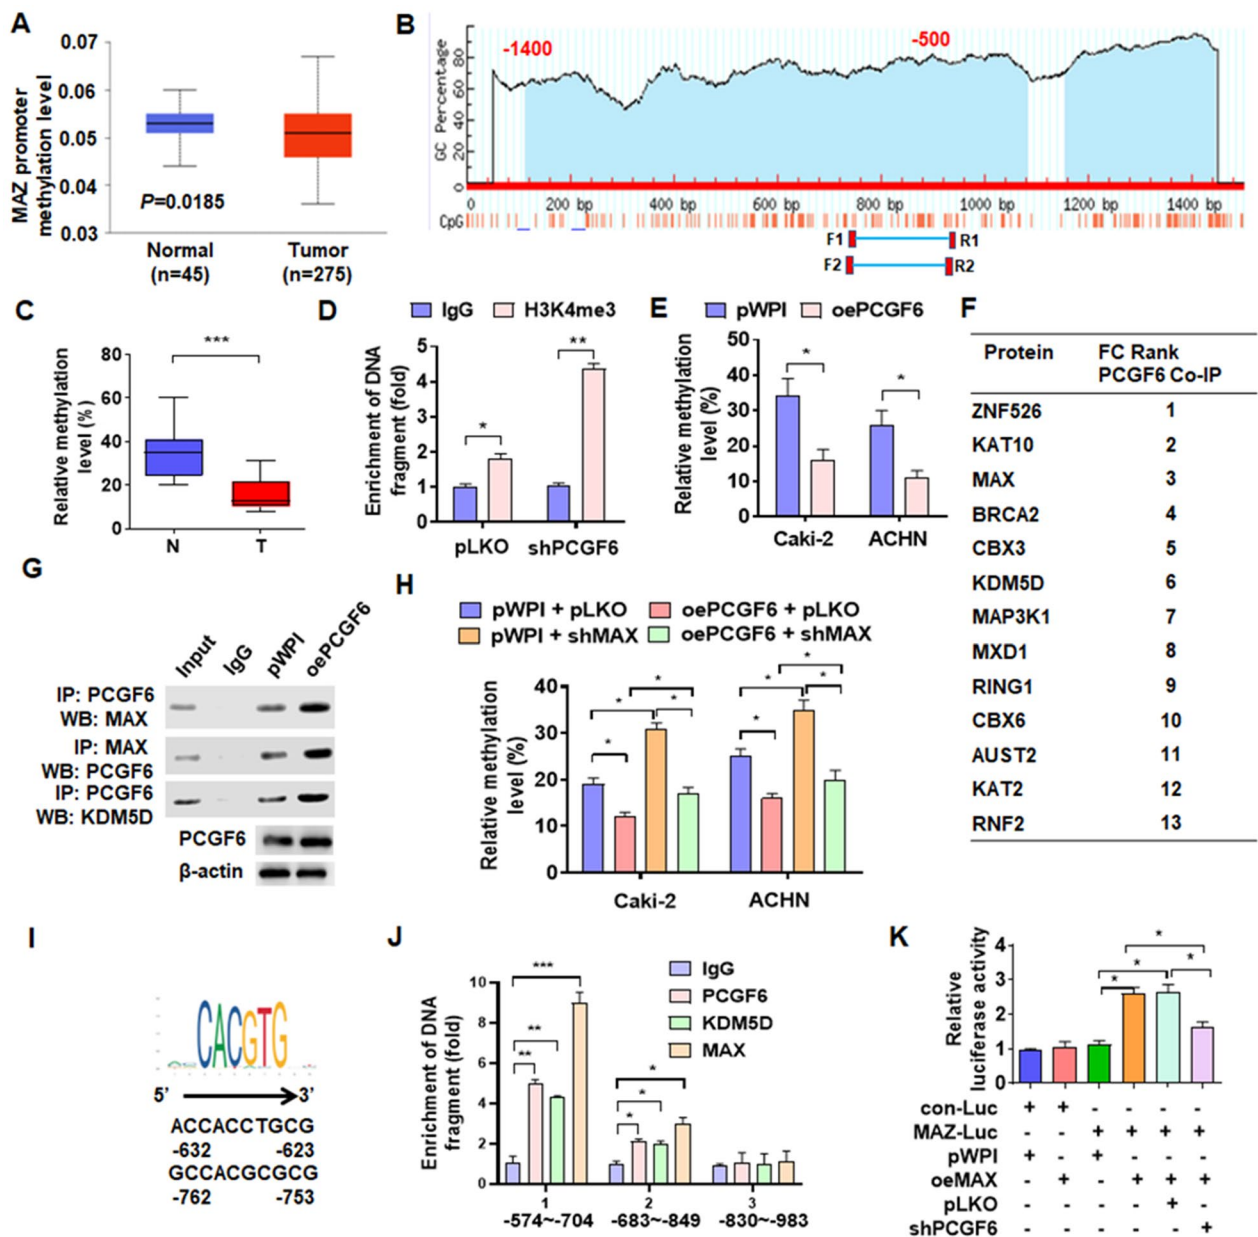 A
MAZ promoter
methylation level
0.07
0.06
0.05
0.04
0.03
P=0.0185
Normal
(n=45)
Tumor
(n=275)
B
GC Percentage
80
60
40
20
0
-1400
-500
0
200 bp
400 bp
600 bp
800 bp
1000 bp
1200 bp
1400 bp
CpG
F1
R1
F2
R2
C
Relative methylation
level (%)
80
60
40
20
0
***
N
T
D
IgG
H3K4me3
Enrichment of DNA
fragment (fold)
5
4
3
2
1
0
*
**
pLKO
shPCGF6
E
pWPI
oePCGF6
Relative methylation
level (%)
50
40
30
20
10
0
*
*
Caki-2
ACHN
F
Protein FC Rank
PCGF6 Co-IP
ZNF526 1
KAT10 2
MAX 3
BRCA2 4
CBX3 5
KDM5D 6
MAP3K1 7
MXD1 8
RING1 9
CBX6 10
AUST2 11
KAT2 12
RNF2 13
G
Input
IgG
pWPI
oePCGF6
IP: PCGF6
WB: MAX
IP: MAX
WB: PCGF6
IP: PCGF6
WB: KDM5D
PCGF6
β-actin
H
pWPI + pLKO
oePCGF6 + pLKO
pWPI + shMAX
oePCGF6 + shMAX
Relative methylation
level (%)
40
30
20
10
0
*
*
*
*
*
*
*
*
Caki-2
ACHN
I
CACGTG
5’ 3’
ACCACCTGCG
-632 -623
GCCACGCGCG
-762 -753
J
IgG
PCGF6
KDM5D
MAX
Enrichment of DNA
fragment (fold)
10
8
6
4
2
0
***
**
**
*
*
*
1 2 3
-574~-704 -683~-849 -830~-983
K
Relative
luciferase activity
4
3
2
1
0
*
*
*
*
con-Luc + + - - - -
MAZ-Luc - - + + + +
pWPI + - + - - -
oeMAX - + - + + +
pLKO - - - - + -
shPCGF6 - - - - - +